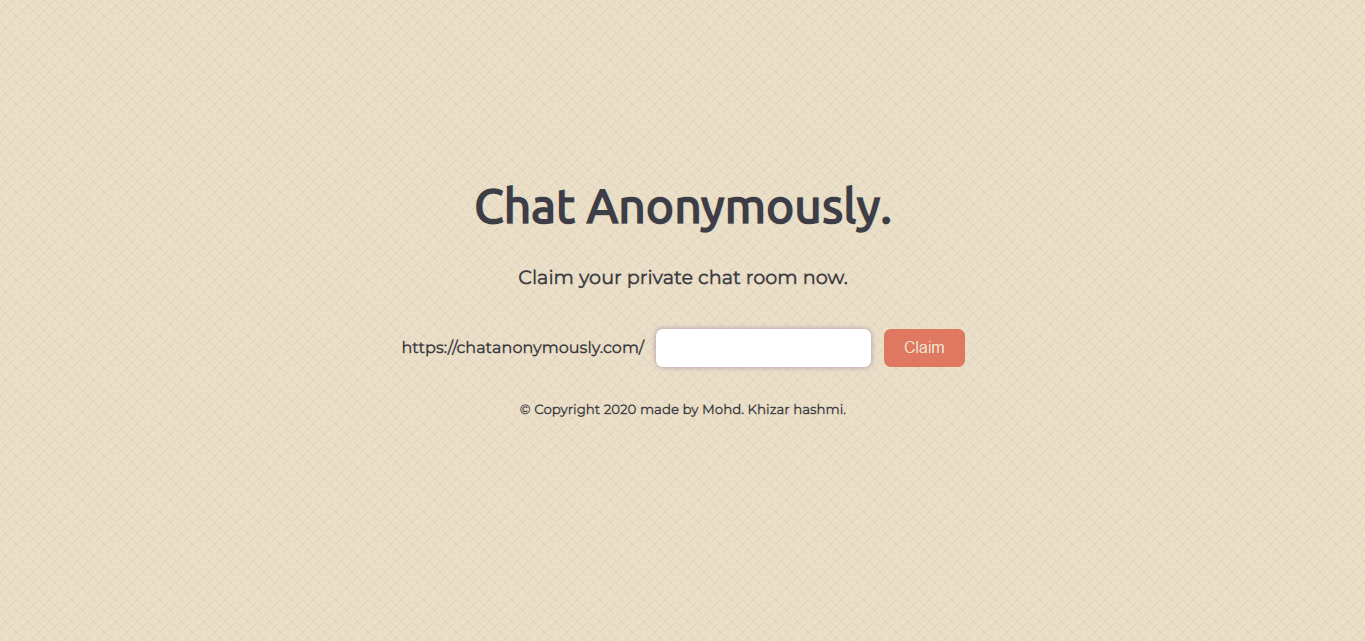 Chat Anonymously.
Claim your private chat room now.
https://chatanonymously.com/ Claim
© Copyright 2020 made by Mohd. Khizar hashmi.